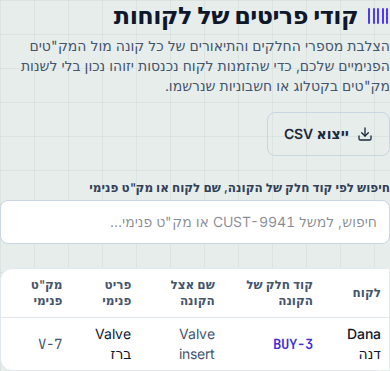 קודי פריטים של לקוחות
הצלבת מספרי החלקים והתיאורים של כל קונה מול המק"טים
הפנימיים שלכם, כדי שהזמנות לקוח נכנסות יזוהו נכון בלי לשנות
מק"טים בקטלוג או חשבוניות שנרשמו.
ייצוא CSV
חיפוש לפי קוד חלק של הקונה, שם לקוח או מק"ט פנימי
חיפוש, למשל CUST-9941 או מק"ט פנימי...
לקוח קוד חלק של שם אצל פריט מק"ט
הקונה הקונה פנימי פנימי
Dana BUY-3 Valve Valve V-7
דנה insert ברז